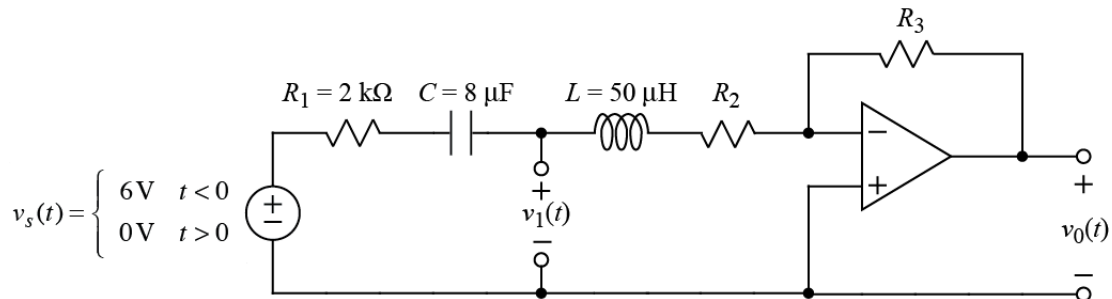 R₃
R₁ = 2 kΩ C = 8 μF L = 50 μH R₂
6V t < 0
vₛ(t) =
0V t > 0
+
−
+
v₁(t)
−
−
+
+
v₀(t)
−